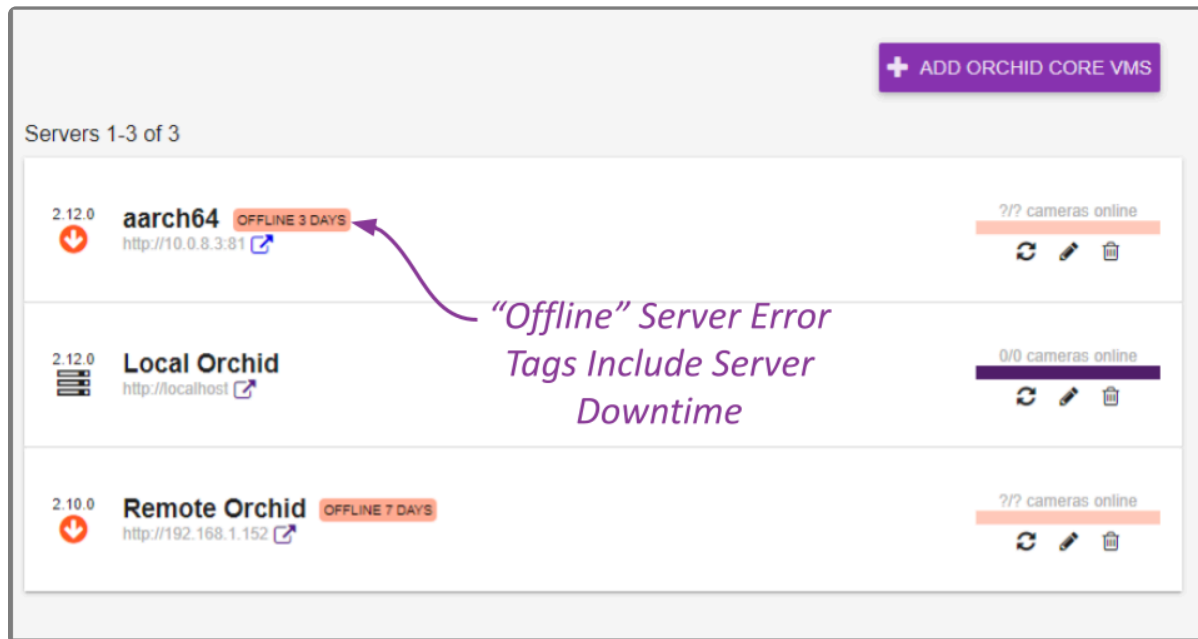 ADD ORCHID CORE VMS
Servers 1-3 of 3
2.12.0
aarch64 OFFLINE 3 DAYS
http://10.0.8.3:81
?/? cameras online
“Offline” Server Error
Tags Include Server
Downtime
2.12.0
Local Orchid
http://localhost
0/0 cameras online
2.10.0
Remote Orchid OFFLINE 7 DAYS
http://192.168.1.152
?/? cameras online